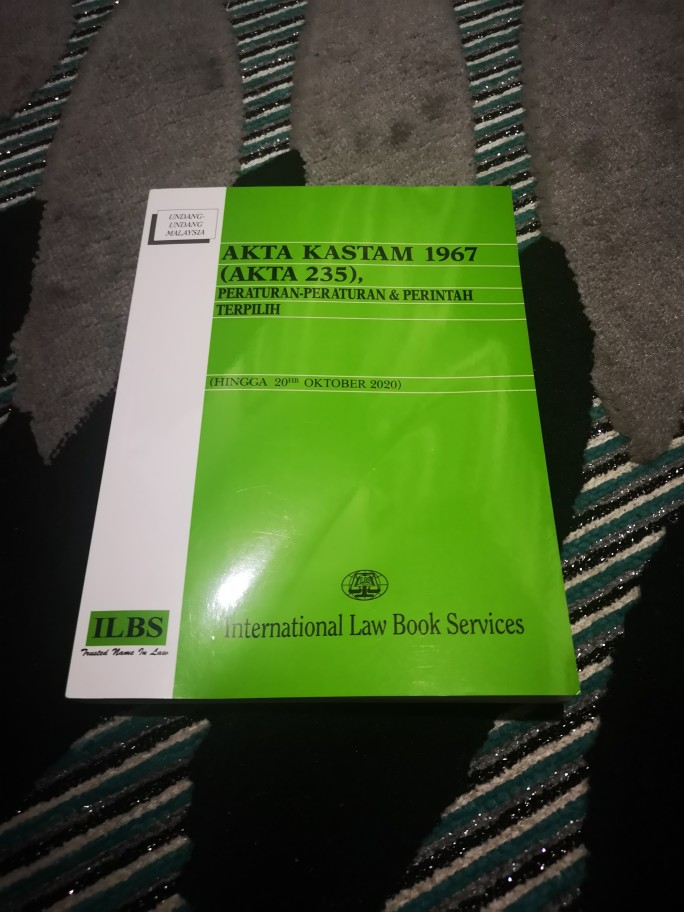 UNDANG-
UNDANG
MALAYSIA
AKTA KASTAM 1967
(AKTA 235),
PERATURAN-PERATURAN & PERINTAH
TERPILIH
(HINGGA 20HB OKTOBER 2020)
International Law Book Services
ILBS
Trusted Name In Law